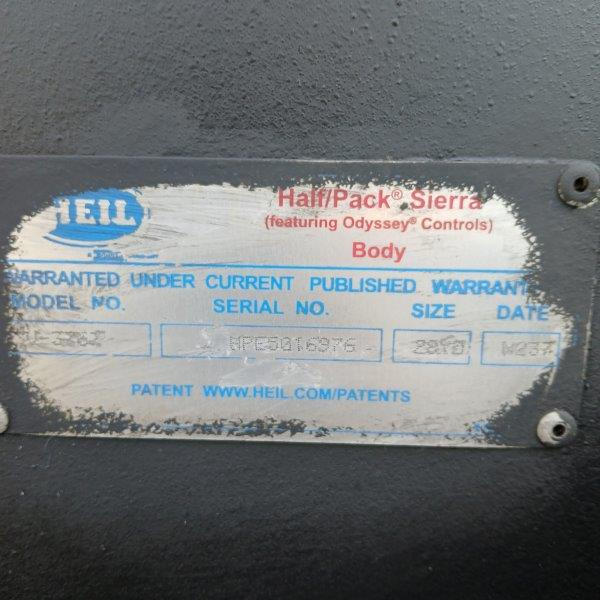 HEIL
Half/Pack® Sierra
(featuring Odyssey® Controls)
Body
WARRANTED UNDER CURRENT PUBLISHED WARRANT
MODEL NO. SERIAL NO. SIZE DATE
HPE5016976
PATENT WWW.HEIL.COM/PATENTS